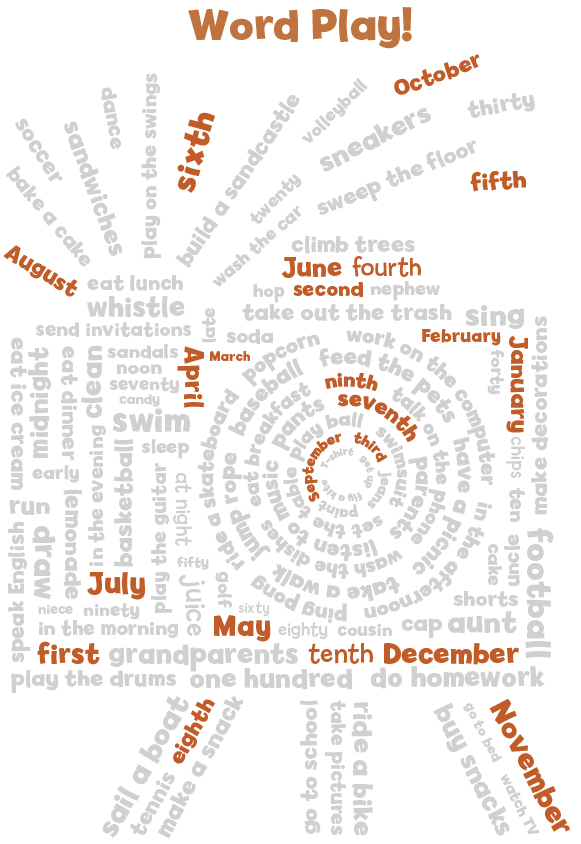 Word Play!
October
thirty
dance
play on the swings
sixth
build a sandcastle
volleyball
sneakers
soccer
sandwiches
bake a cake
twenty
sweep the floor
fifth
wash the car
climb trees
August
eat lunch
June
fourth
hop
second
nephew
whistle
late
take out the trash
sing
send invitations
soda
popcorn
work on the computer
February
January
make decorations
eat ice cream
midnight
eat dinner
clean
sandals
April
March
noon
seventy
candy
baseball
feed the pets
forty
ninth
seventh
swim
ride a skateboard
eat breakfast
pants
talk on the phone
have a picnic
play ball
sleep
September
third
T-shirt
get up
fly a kite
jeans
paint
early
in the evening
basketball
play the guitar
at night
jump rope
listen to music
set the table
parents
chips
ten
run
draw
lemonade
wash the dishes
take a walk
in the afternoon
ping pong
football
speak English
fifty
cake
uncle
July
juice
golf
shorts
niece
ninety
sixty
in the morning
May
eighty
cousin
cap
aunt
first
grandparents
tenth
December
play the drums
one hundred
do homework
sail a boat
eighth
tennis
make a snack
go to school
take pictures
ride a bike
buy snacks
go to bed
watch TV
November